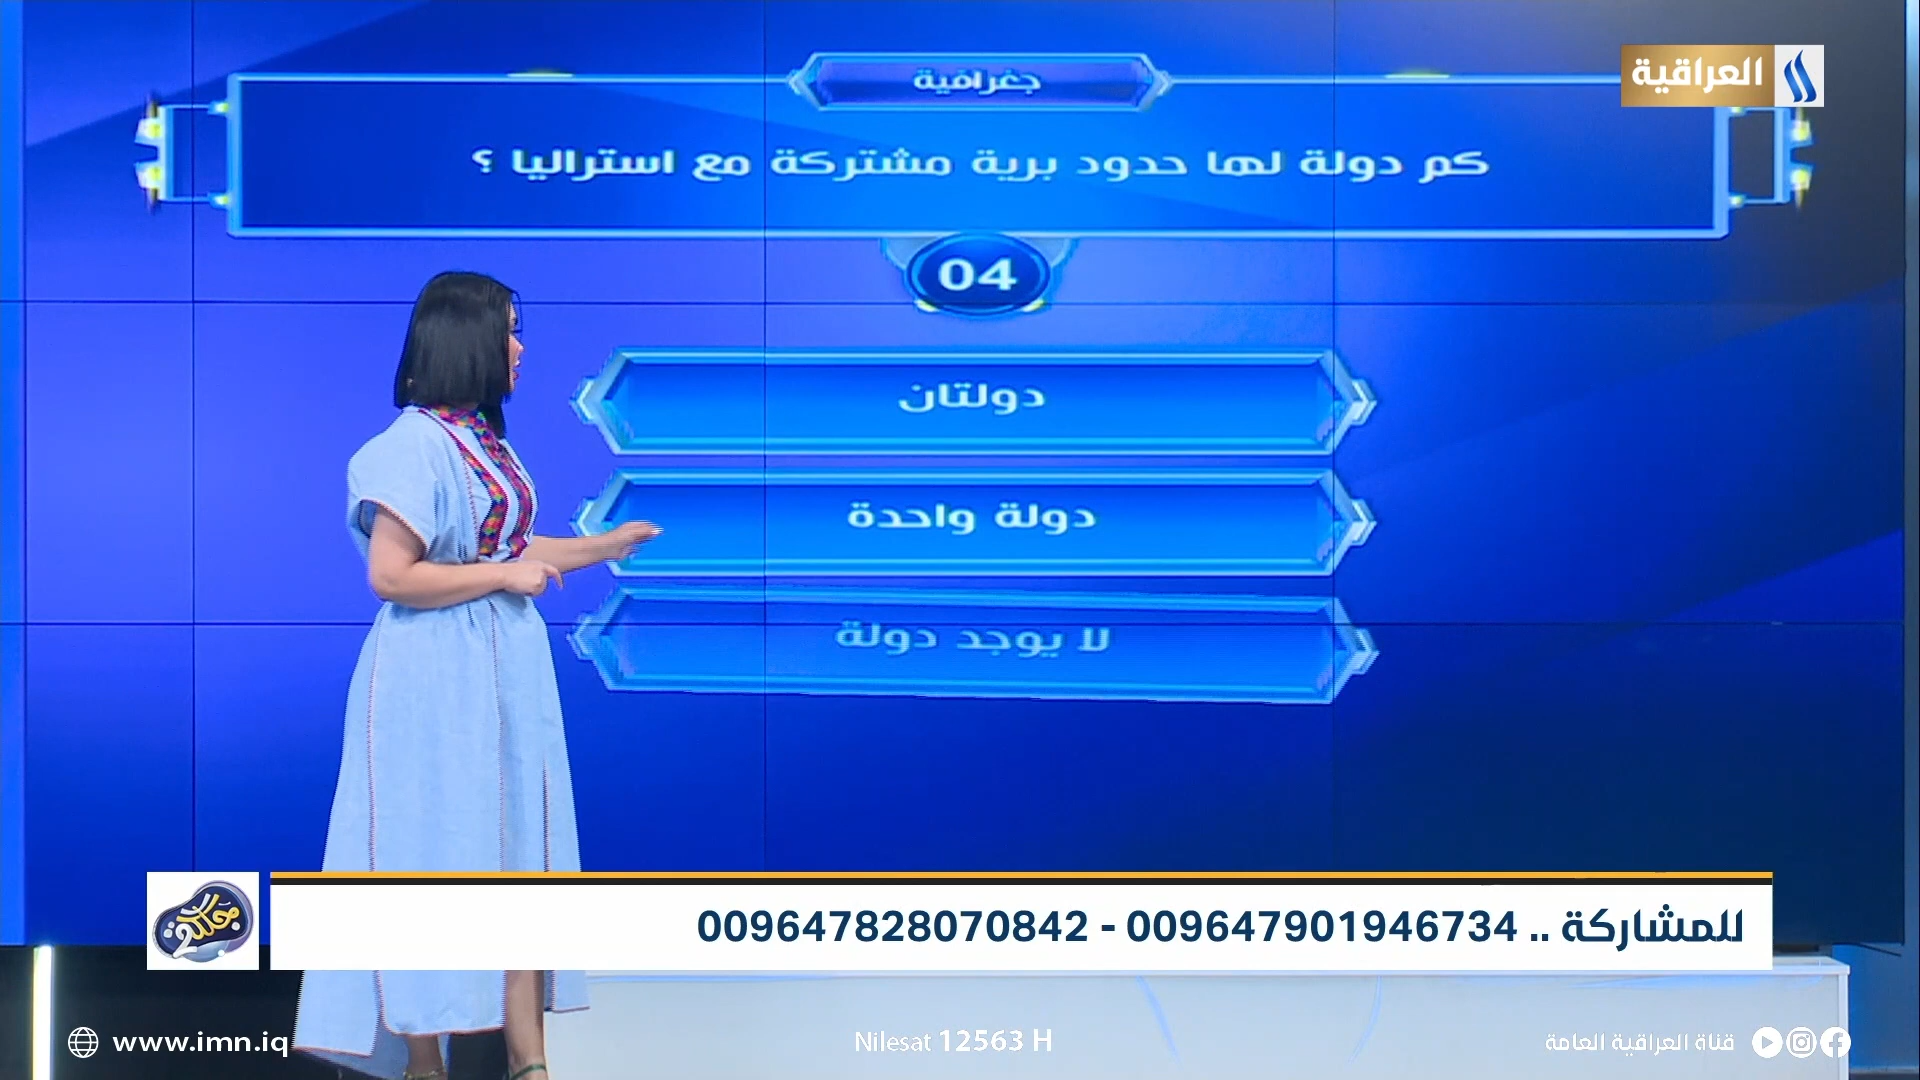 العراقية
جغرافية
كم دولة لها حدود برية مشتركة مع استراليا ؟
04
دولتان
دولة واحدة
لا يوجد دولة
للمشاركة .. 009647901946734 - 009647828070842
www.imn.iq
Nilesat 12563 H
قناة العراقية العامة